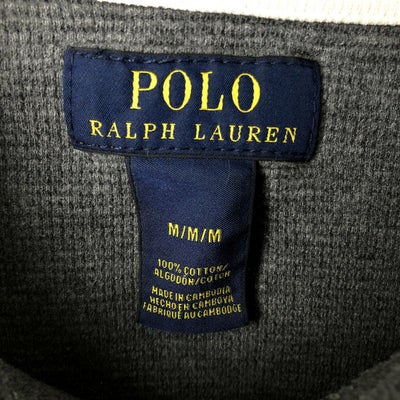 POLO
RALPH LAUREN
M/M/M
100% COTTON/
ALGODÓN/COTON
MADE IN CAMBODIA
HECHO EN CAMBOYA
FABRIQUÉ AU CAMBODGE